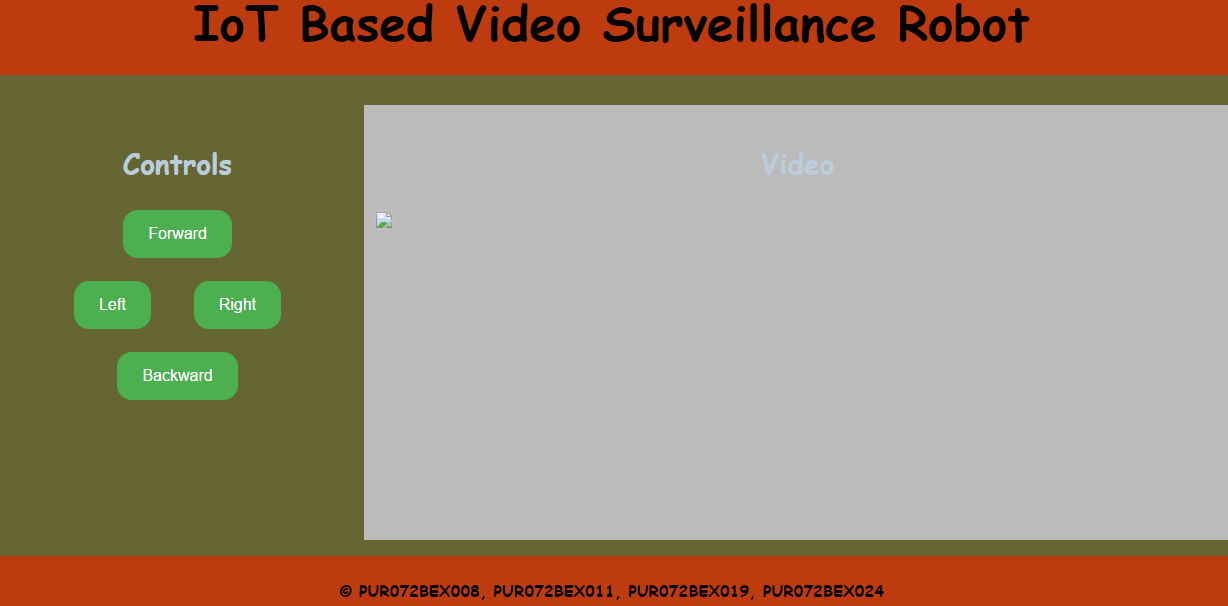 IoT Based Video Surveillance Robot
Controls
Video
Forward
Left Right
Backward
© PUR072BEX008, PUR072BEX011, PUR072BEX019, PUR072BEX024